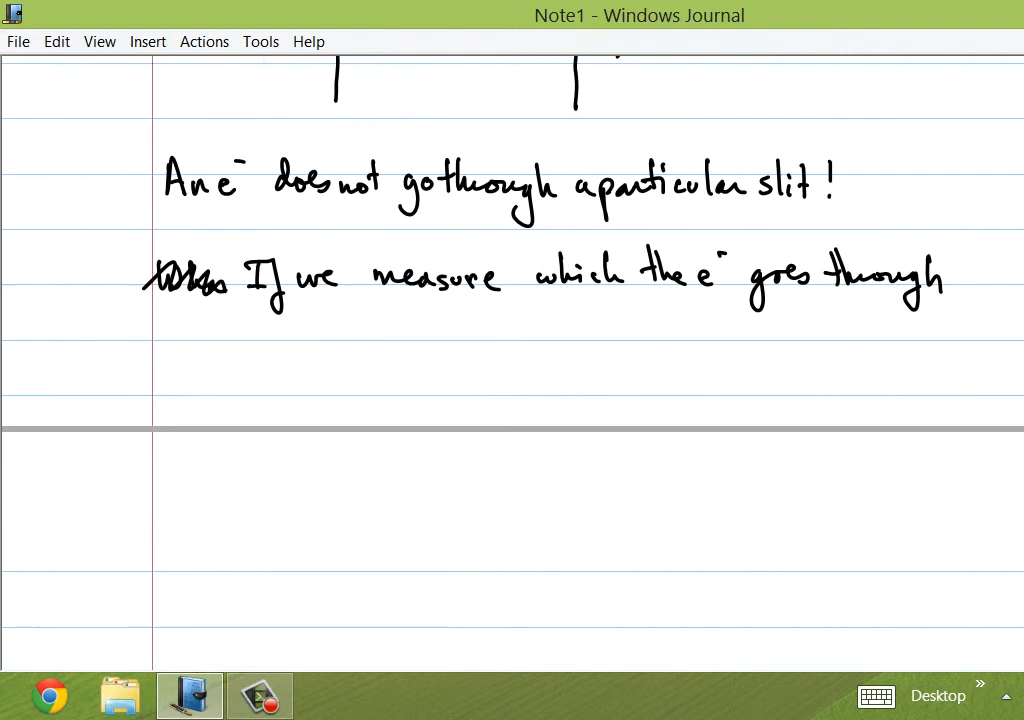 Note1 - Windows Journal
File Edit View Insert Actions Tools Help
An e⁻ does not go through a particular slit!
If we measure which the e⁻ goes through
Desktop »